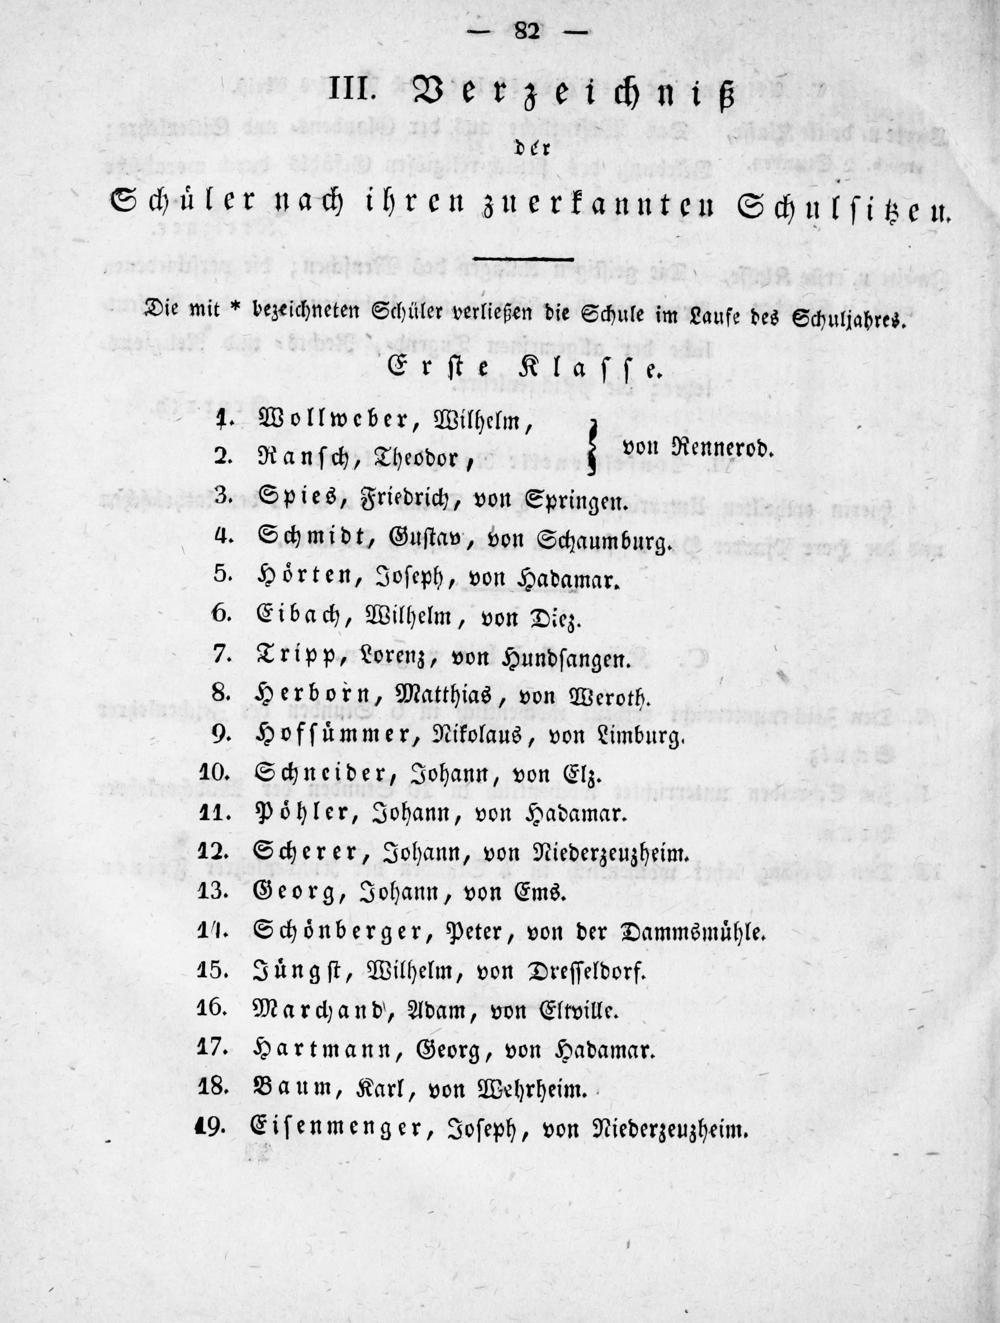 — 82 —
III. Verzeichniß
der
Schüler nach ihren zuerkannten Schulsitzen.
Die mit * bezeichneten Schüler verließen die Schule im Laufe des Schuljahres.
Erste Klasse.
1. Wollweber, Wilhelm,
2. Ransch, Theodor, } von Rennerod.
3. Spies, Friedrich, von Springen.
4. Schmidt, Gustav, von Schaumburg.
5. Hörten, Joseph, von Hadamar.
6. Eibach, Wilhelm, von Diez.
7. Tripp, Lorenz, von Hundsangen.
8. Herborn, Matthias, von Weroth.
9. Hofsümmer, Nikolaus, von Limburg.
10. Schneider, Johann, von Elz.
11. Pöhler, Johann, von Hadamar.
12. Scherer, Johann, von Niederzeuzheim.
13. Georg, Johann, von Ems.
14. Schönberger, Peter, von der Dammsmühle.
15. Jüngst, Wilhelm, von Dresseldorf.
16. Marchand, Adam, von Eltville.
17. Hartmann, Georg, von Hadamar.
18. Baum, Karl, von Wehrheim.
19. Eisenmenger, Joseph, von Niederzeuzheim.